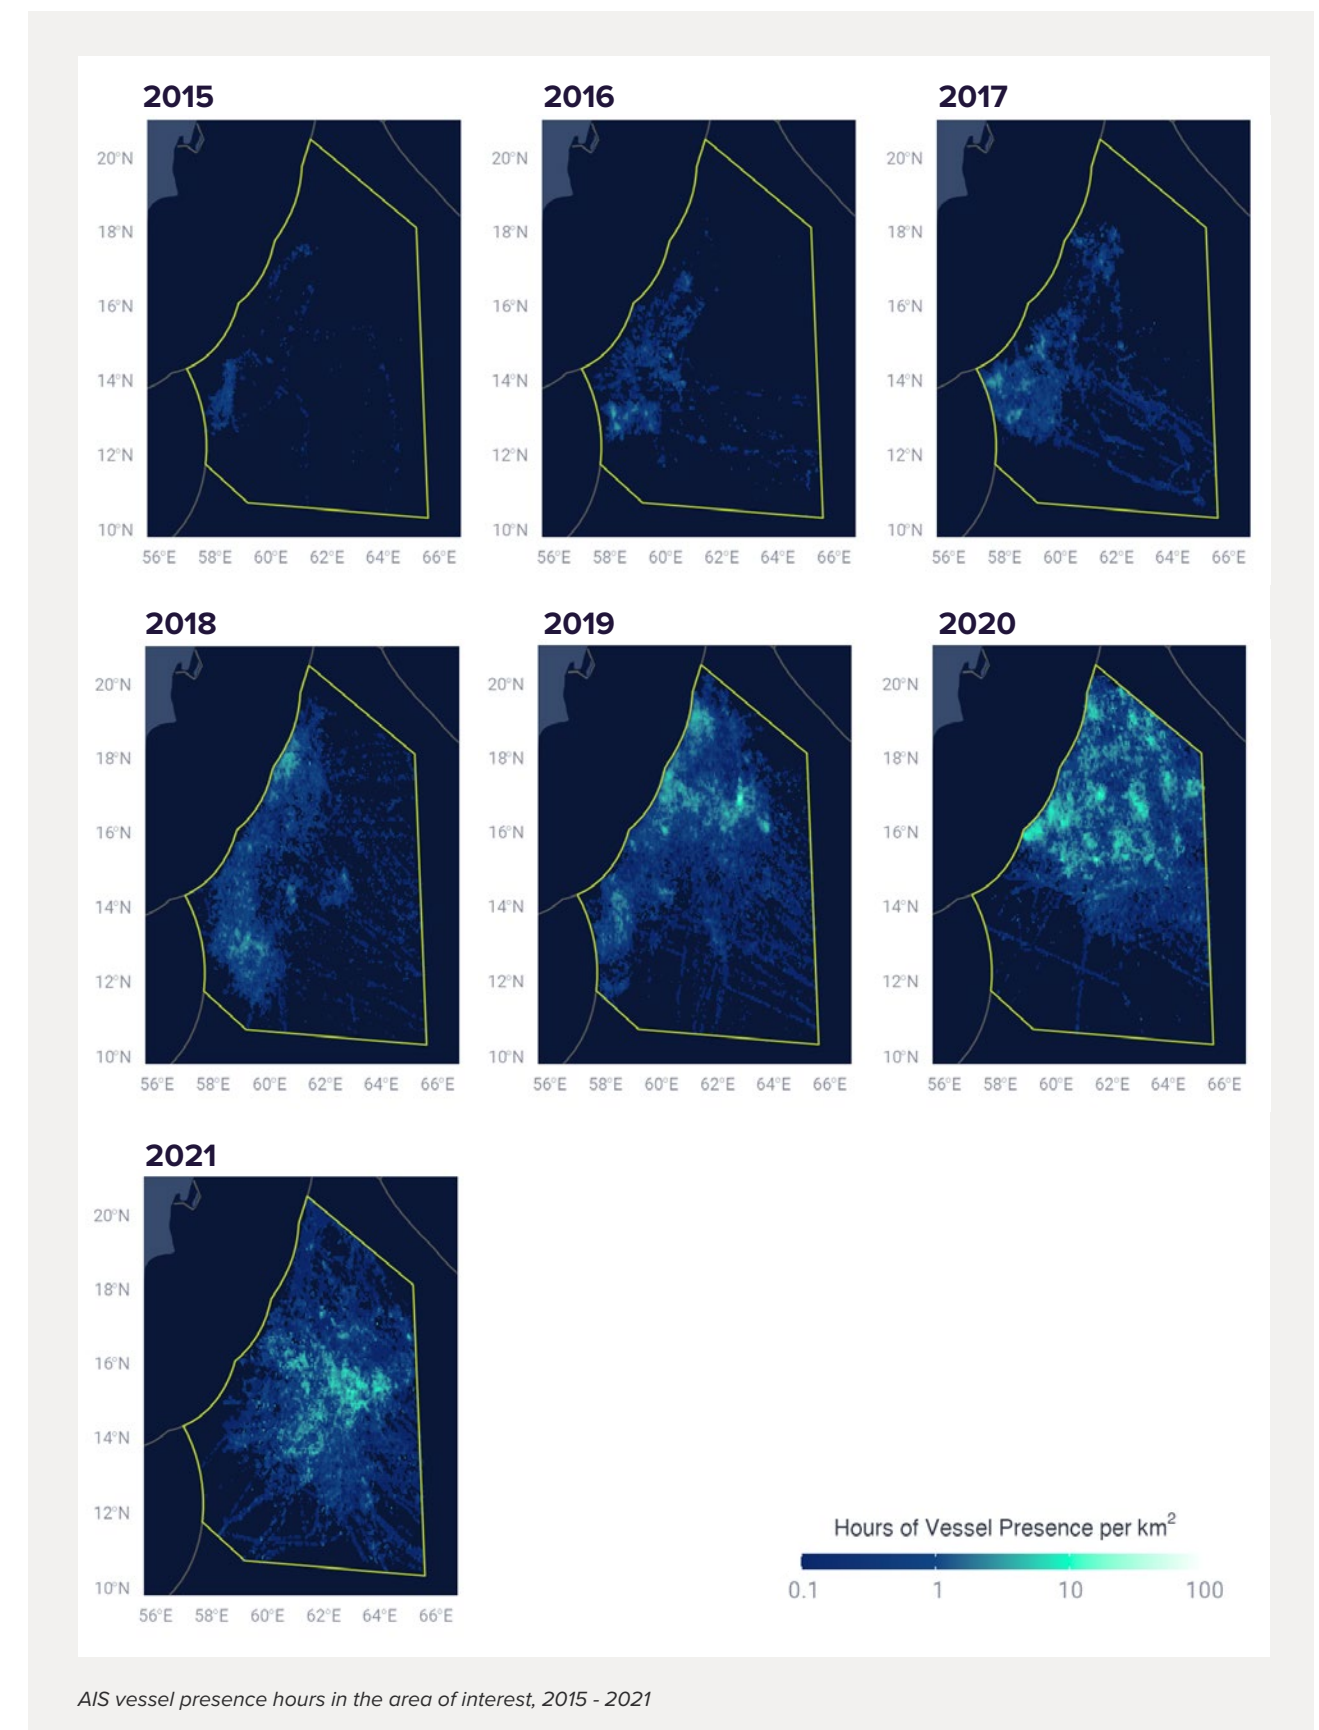 2015 2016 2017
20°N 20°N 20°N
18°N 18°N 18°N
16°N 16°N 16°N
14°N 14°N 14°N
12°N 12°N 12°N
10°N 10°N 10°N
56°E 58°E 60°E 62°E 64°E 66°E 56°E 58°E 60°E 62°E 64°E 66°E 56°E 58°E 60°E 62°E 64°E 66°E
2018 2019 2020
20°N 20°N 20°N
18°N 18°N 18°N
16°N 16°N 16°N
14°N 14°N 14°N
12°N 12°N 12°N
10°N 10°N 10°N
56°E 58°E 60°E 62°E 64°E 66°E 56°E 58°E 60°E 62°E 64°E 66°E 56°E 58°E 60°E 62°E 64°E 66°E
2021
20°N
18°N
16°N
14°N
12°N
10°N
56°E 58°E 60°E 62°E 64°E 66°E
Hours of Vessel Presence per km²
0.1 1 10 100
AIS vessel presence hours in the area of interest, 2015 - 2021